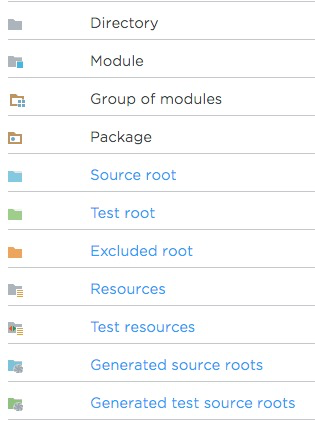 Directory
Module
Group of modules
Package
Source root
Test root
Excluded root
Resources
Test resources
Generated source roots
Generated test source roots